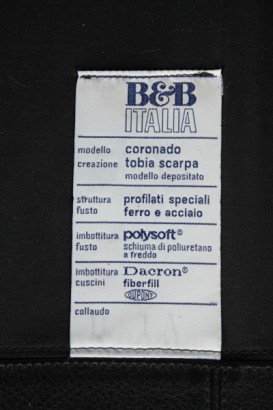 B&B
ITALIA
modello coronado
creazione tobia scarpa
modello depositato
struttura profilati speciali
fusto ferro e acciaio
imbottitura polysoft®
fusto schiuma di poliuretano
a freddo
imbottitura Dacron®
cuscini fiberfill
DUPONT
collaudo